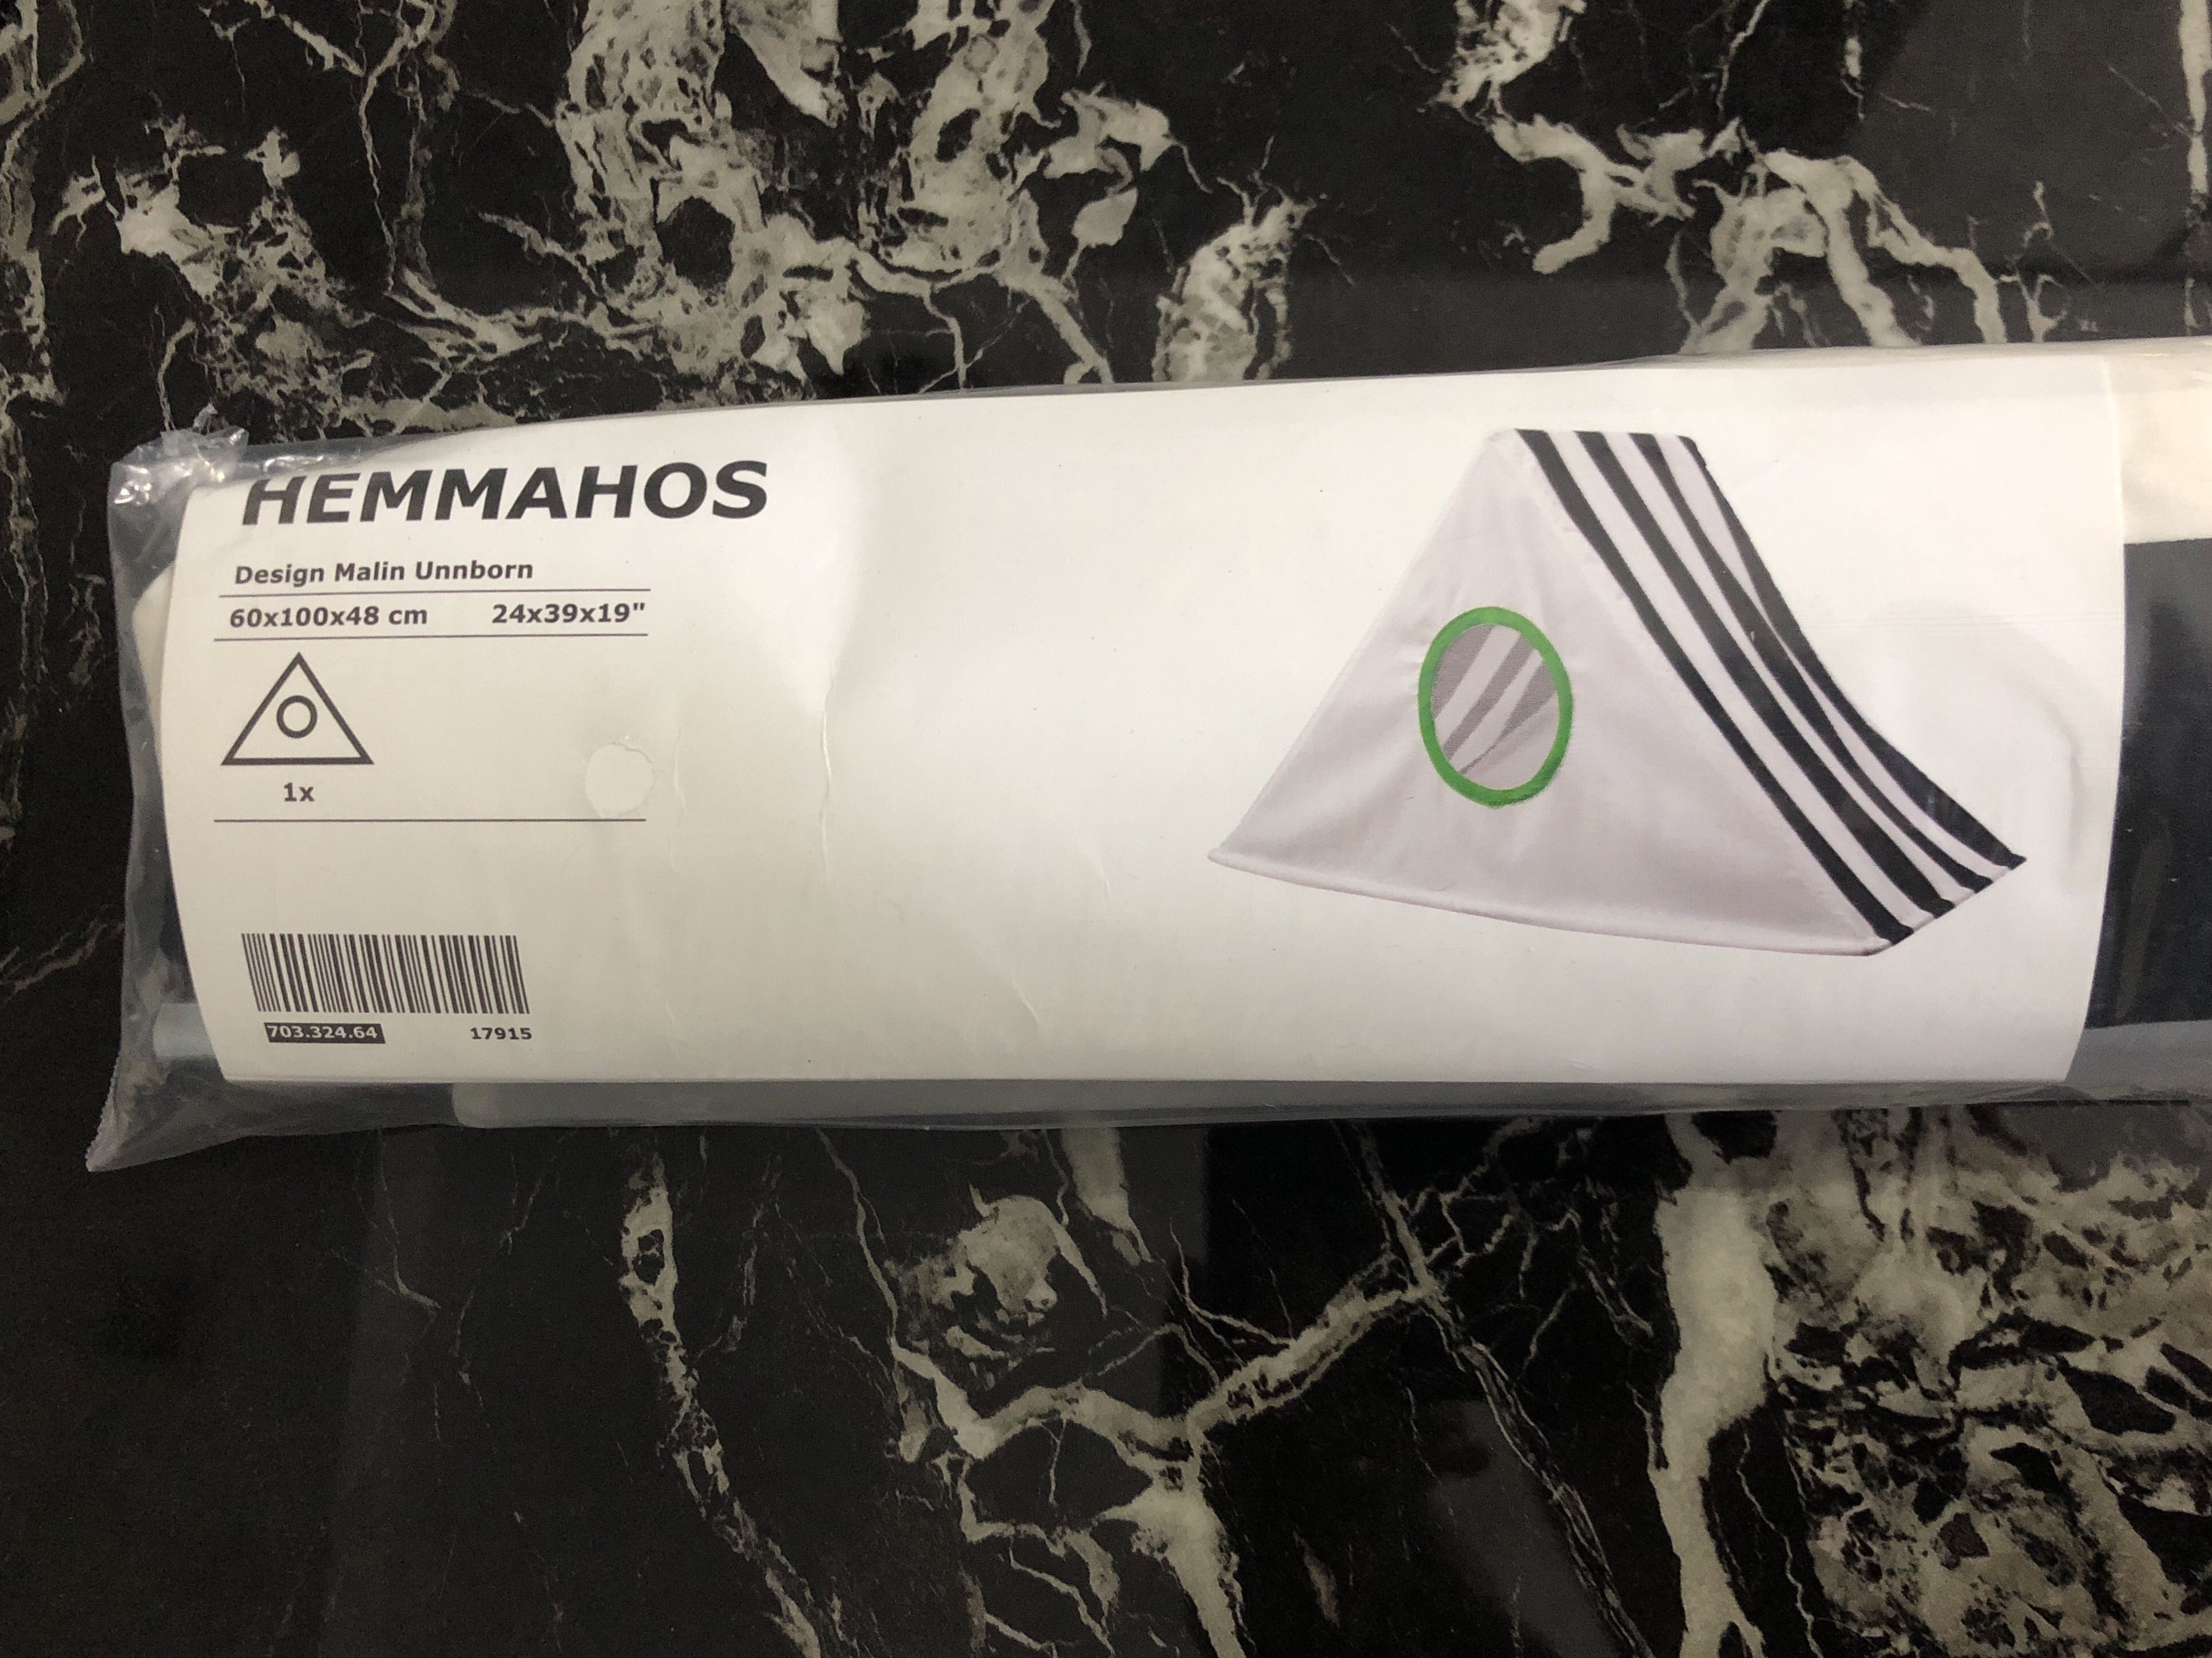 HEMMAHOS
Design Malin Unnborn
60x100x48 cm 24x39x19"
1x
703.324.64 17915